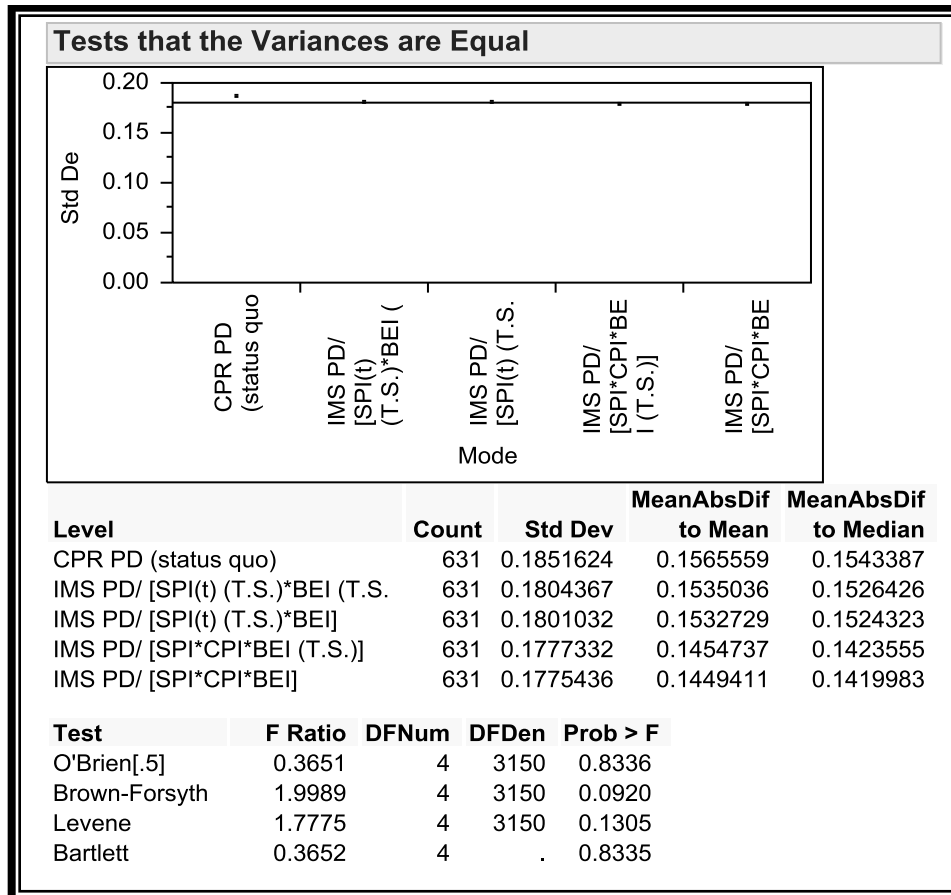 Tests that the Variances are Equal
0.20
0.15
0.10
0.05
0.00
Std De
CPR PD
(status quo
IMS PD/
[SPI(t)
(T.S.)*BEI (
IMS PD/
[SPI(t) (T.S.
IMS PD/
[SPI*CPI*BE
I (T.S.)]
IMS PD/
[SPI*CPI*BE
Mode
MeanAbsDif MeanAbsDif
Level Count Std Dev to Mean to Median
CPR PD (status quo) 631 0.1851624 0.1565559 0.1543387
IMS PD/ [SPI(t) (T.S.)*BEI (T.S. 631 0.1804367 0.1535036 0.1526426
IMS PD/ [SPI(t) (T.S.)*BEI] 631 0.1801032 0.1532729 0.1524323
IMS PD/ [SPI*CPI*BEI (T.S.)] 631 0.1777332 0.1454737 0.1423555
IMS PD/ [SPI*CPI*BEI] 631 0.1775436 0.1449411 0.1419983
Test F Ratio DFNum DFDen Prob > F
O'Brien[.5] 0.3651 4 3150 0.8336
Brown-Forsyth 1.9989 4 3150 0.0920
Levene 1.7775 4 3150 0.1305
Bartlett 0.3652 4 . 0.8335